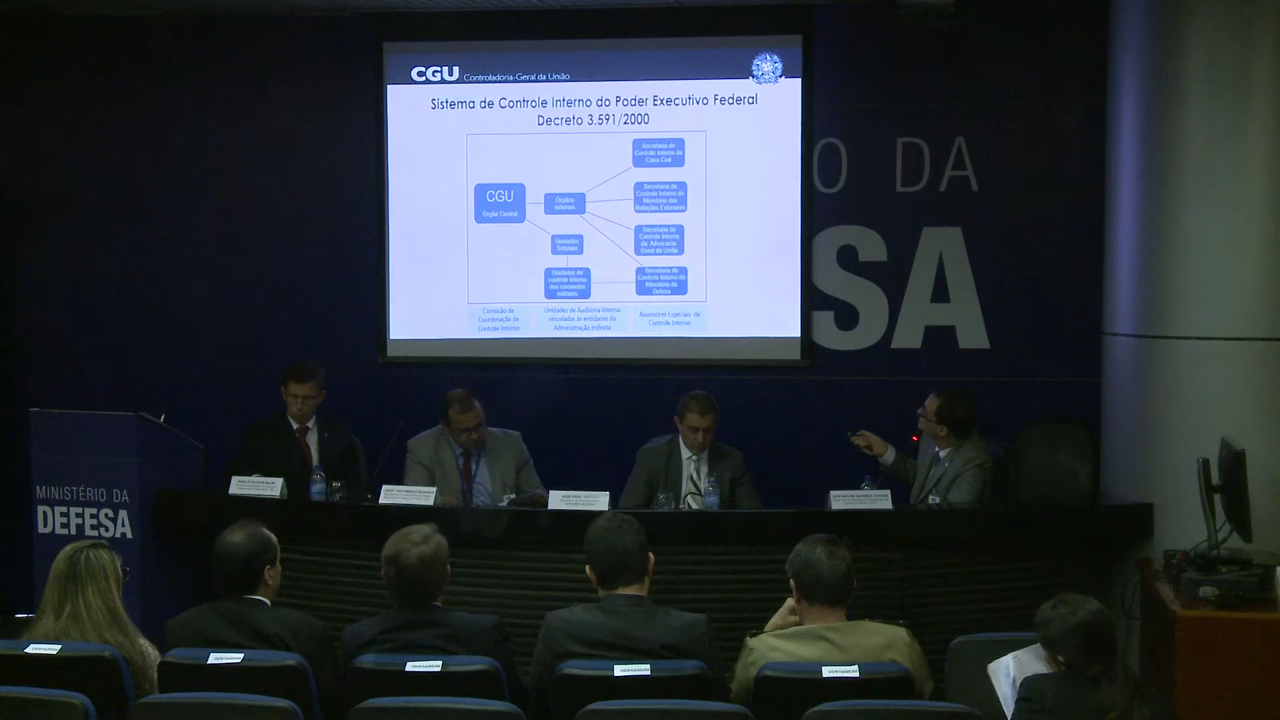 CGU Controladoria-Geral da União
Sistema de Controle Interno do Poder Executivo Federal
Decreto 3.591/2000
Secretaria de
Controle Interno da
Casa Civil
CGU
Órgão Central
Órgãos
Setoriais
Secretaria de
Controle Interno do
Ministério das
Relações Exteriores
Secretaria de
Controle Interno
da Advocacia
Geral da União
Unidades
Setoriais
Unidades de
controle interno
dos comandos
militares
Secretaria de
Controle Interno do
Ministério da
Defesa
Comissão de
Coordenação de
Controle Interno
Unidades de Auditoria Interna
vinculadas às entidades da
Administração Indireta
Assessores Especiais de
Controle Interno
O DA
SA
MINISTÉRIO DA
DEFESA